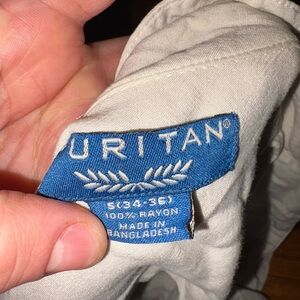 URITAN®
S(34-36)
100% RAYON
MADE IN
BANGLADESH